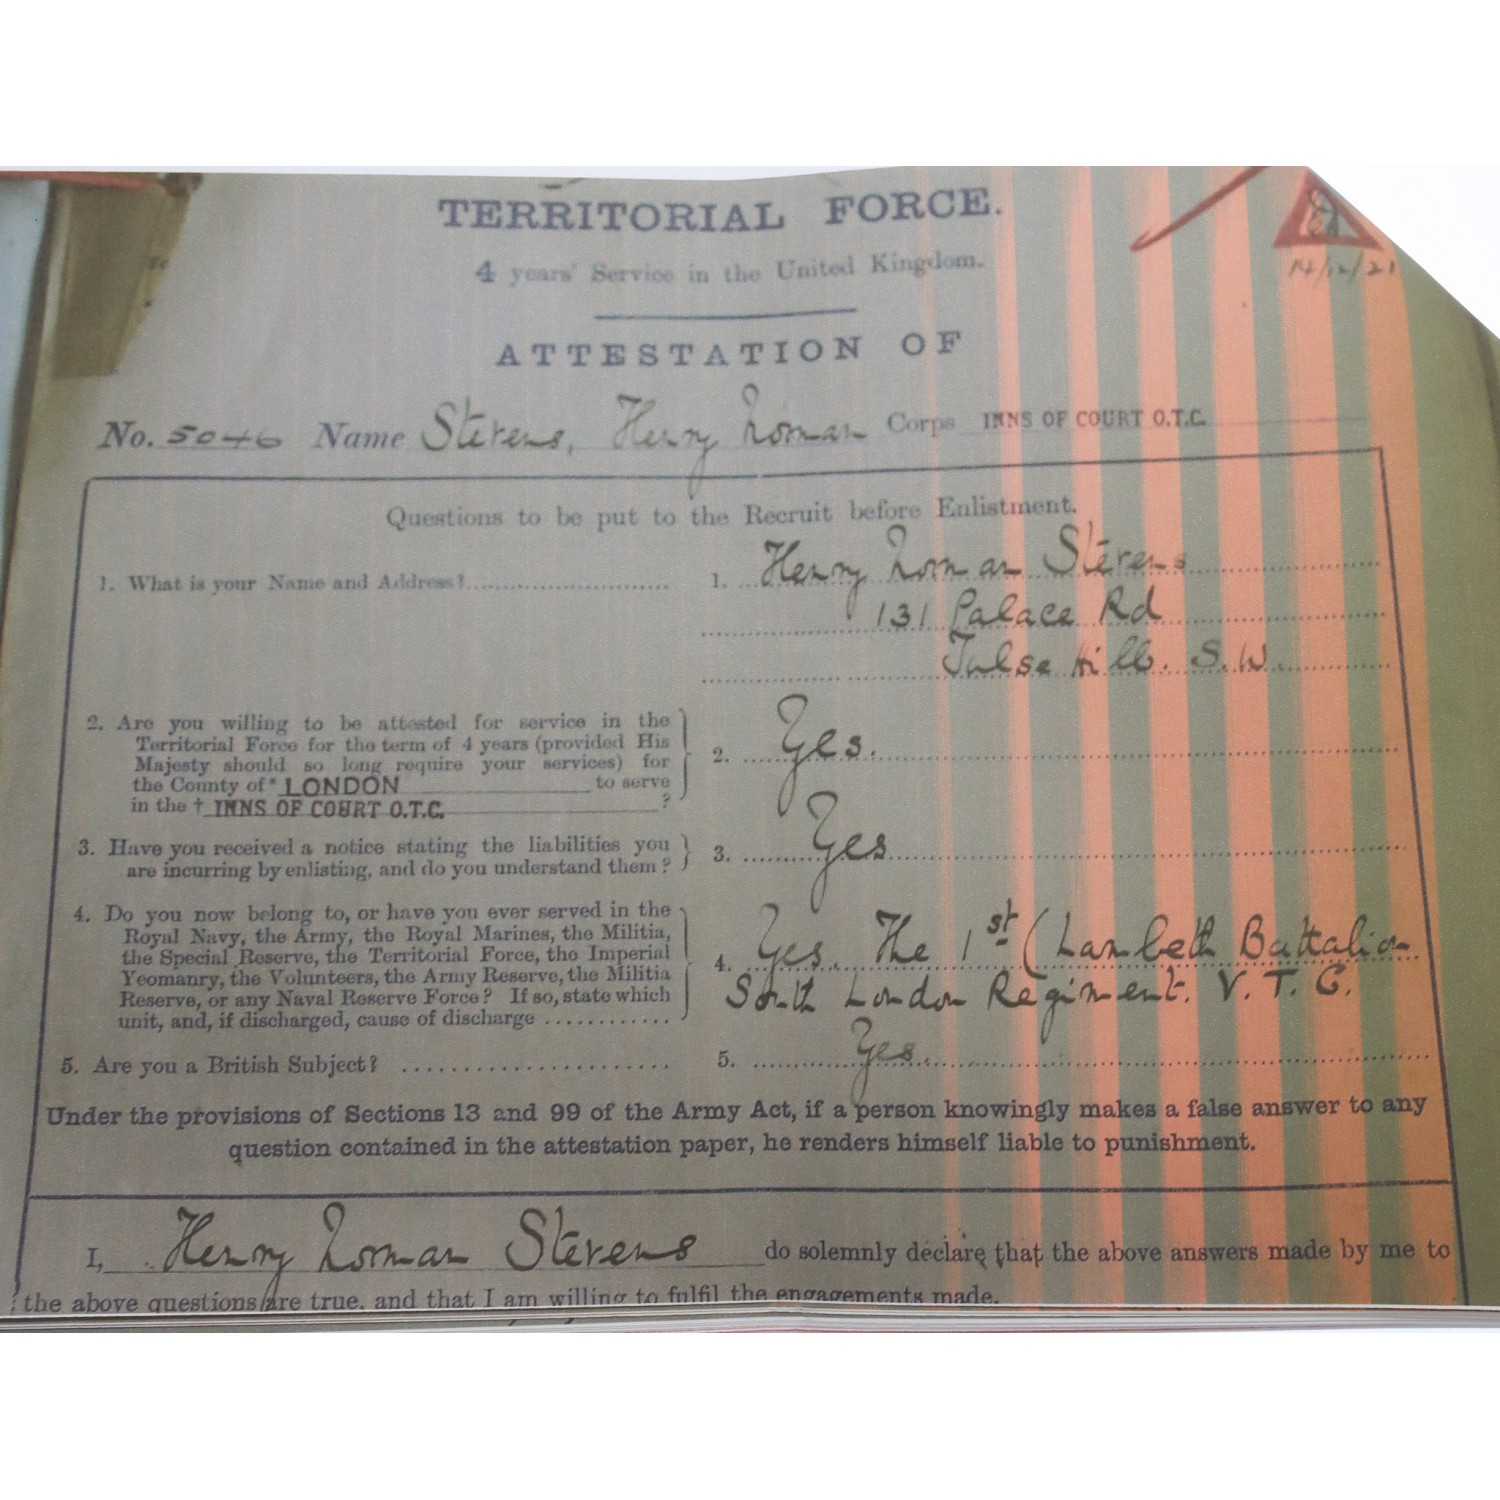 14/12/21
TERRITORIAL FORCE.
4 years' Service in the United Kingdom.
ATTESTATION OF
No. 5046 Name Stevens, Henry Norman Corps INNS OF COURT O.T.C.
Questions to be put to the Recruit before Enlistment.
1. What is your Name and Address? 1. Henry Norman Stevens
131 Palace Rd
Tulse Hill. S.W.
2. Are you willing to be attested for service in the
Territorial Force for the term of 4 years (provided His
Majesty should so long require your services) for
the County of * LONDON to serve
in the † INNS OF COURT O.T.C. ?
2. Yes.
3. Have you received a notice stating the liabilities you
are incurring by enlisting, and do you understand them?
3. Yes
4. Do you now belong to, or have you ever served in the
Royal Navy, the Army, the Royal Marines, the Militia,
the Special Reserve, the Territorial Force, the Imperial
Yeomanry, the Volunteers, the Army Reserve, the Militia
Reserve, or any Naval Reserve Force? If so, state which
unit, and, if discharged, cause of discharge
4. Yes. The 1st (Lambeth Battalion
South London Regiment. V.T.C.
5. Are you a British Subject? 5. Yes.
Under the provisions of Sections 13 and 99 of the Army Act, if a person knowingly makes a false answer to any
question contained in the attestation paper, he renders himself liable to punishment.
I, Henry Norman Stevens do solemnly declare that the above answers made by me to
the above questions are true, and that I am willing to fulfil the engagements made.